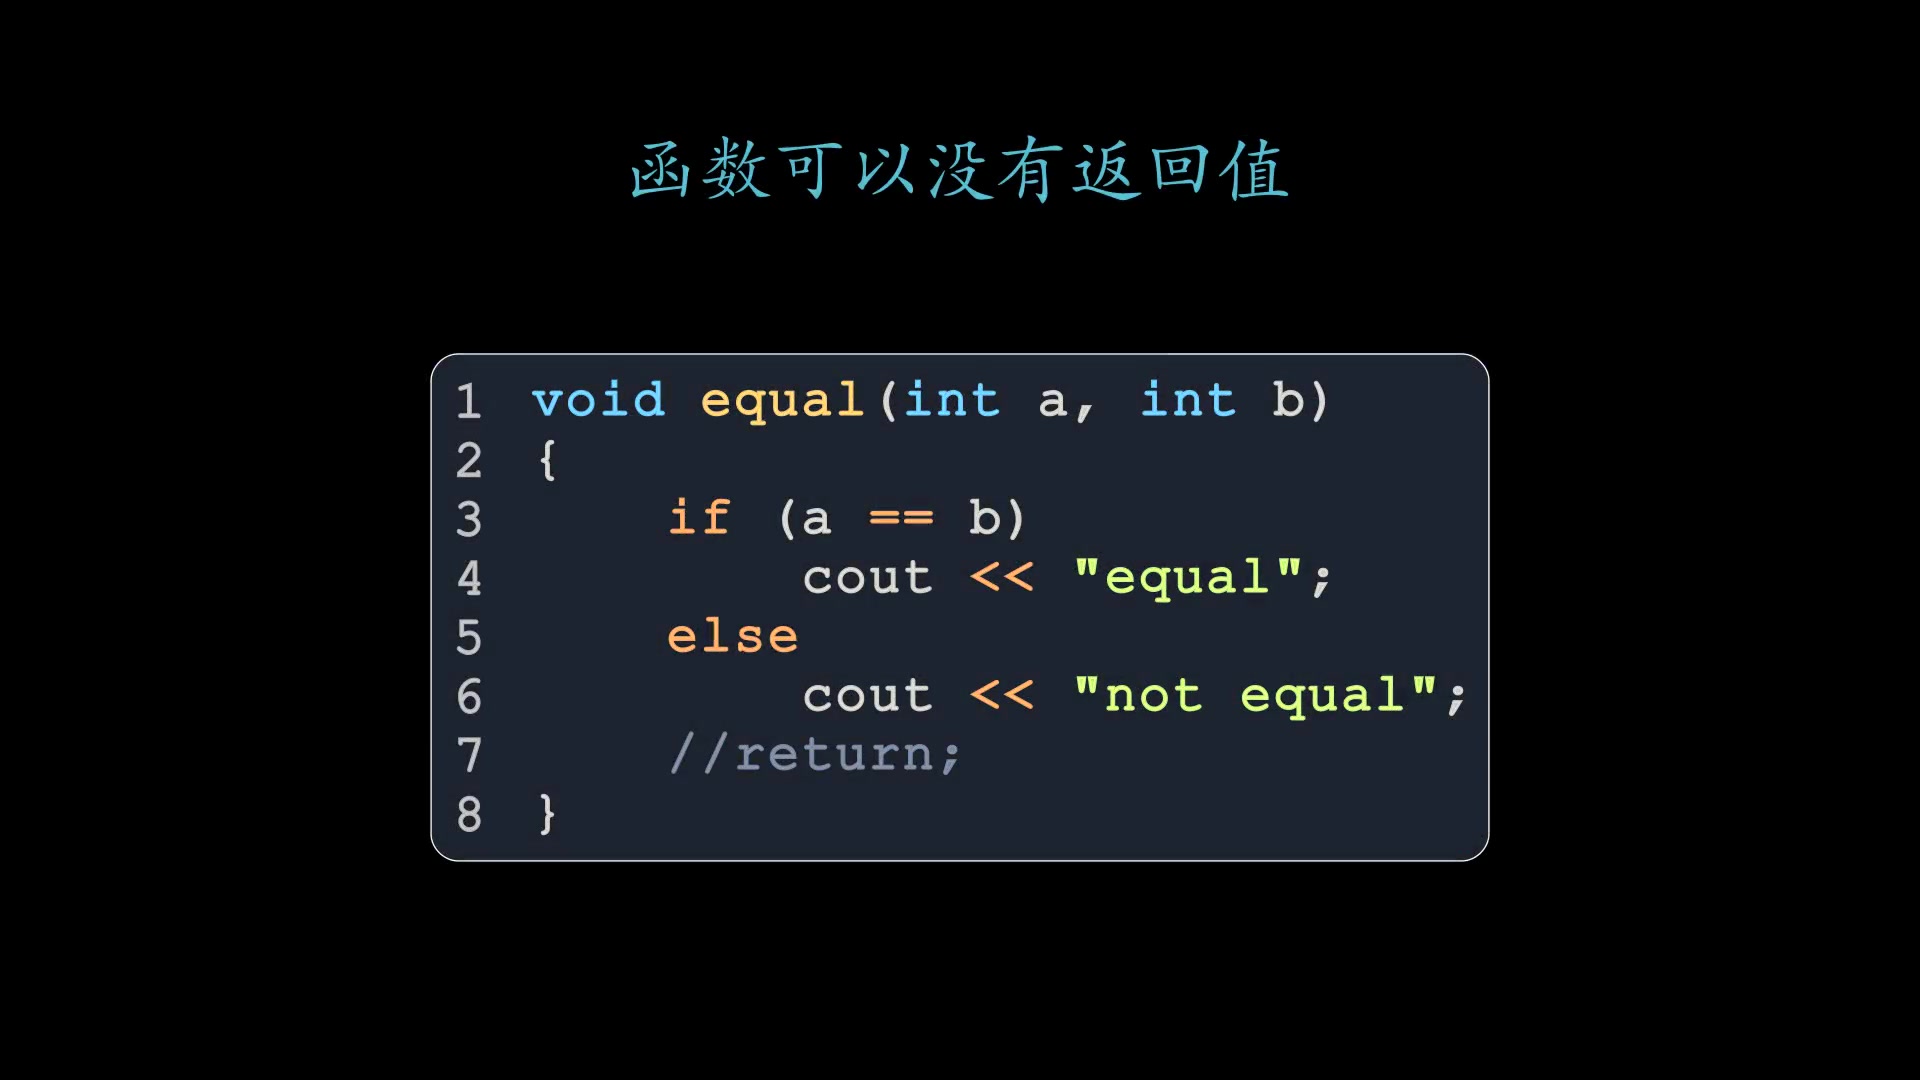 函数可以没有返回值
1 void equal(int a, int b)
2 {
3     if (a == b)
4         cout << "equal";
5     else
6         cout << "not equal";
7     //return;
8 }